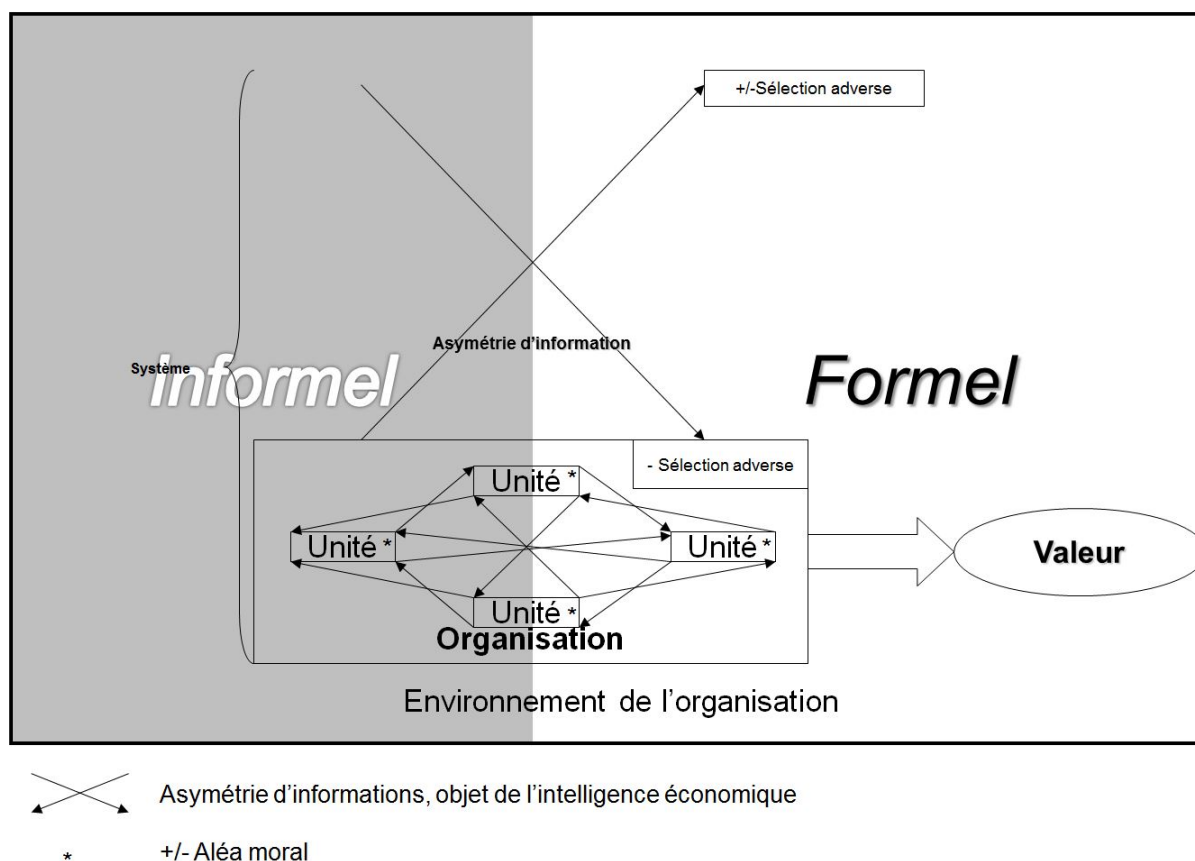 +/-Sélection adverse
Asymétrie d’information
Système
informel
Formel
- Sélection adverse
Unité *
Unité *
Unité *
Unité *
Organisation
Valeur
Environnement de l’organisation
Asymétrie d’informations, objet de l’intelligence économique
* +/- Aléa moral